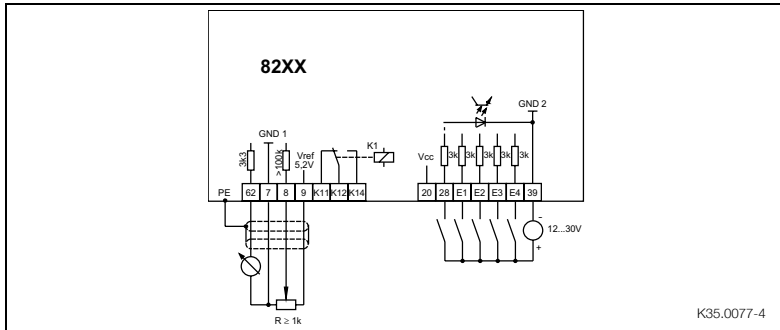 82XX
GND 2
GND 1
3k3
>100k
Vref
5,2V
K1
Vcc
3k
3k
3k
3k
3k
PE
62
7
8
9
K11
K12
K14
20
28
E1
E2
E3
E4
39
-
12...30V
+
R ≥ 1k
K35.0077-4